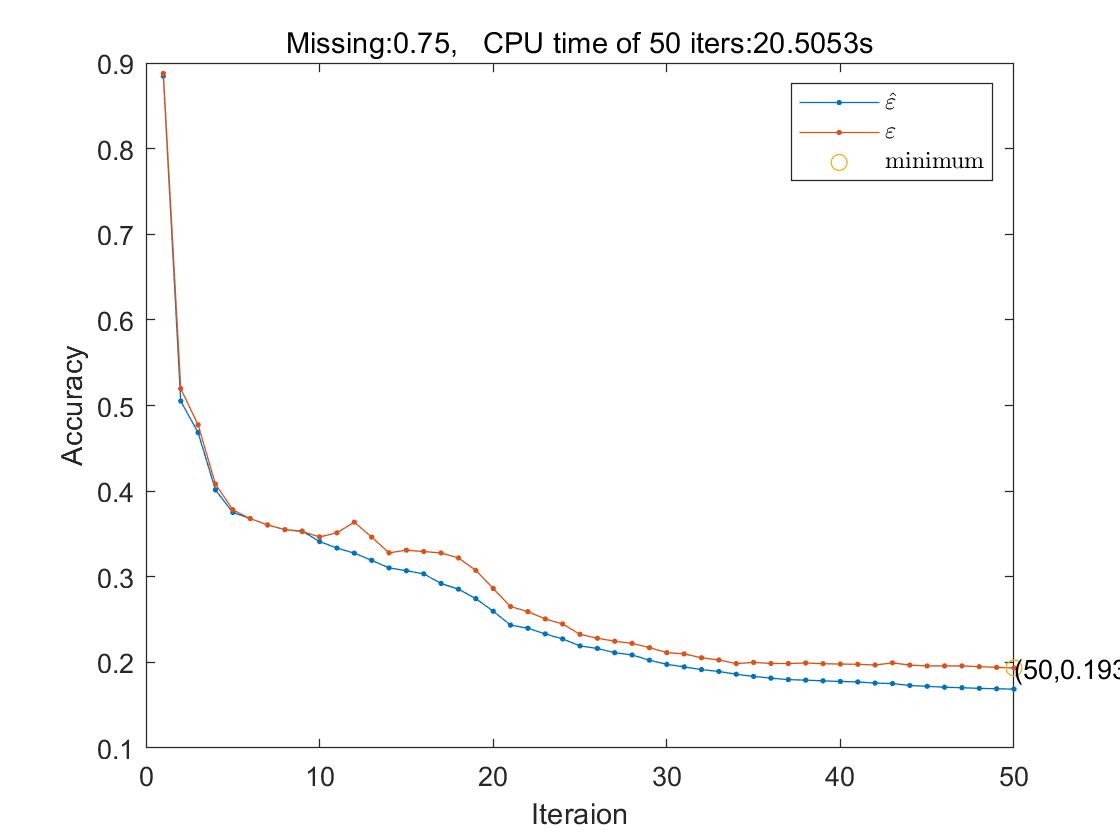 Missing:0.75, CPU time of 50 iters:20.5053s
0.9
0.8
0.7
0.6
0.5
0.4
0.3
0.2
0.1
Accuracy
ε̂
ε
minimum
(50,0.193
0 10 20 30 40 50
Iteraion